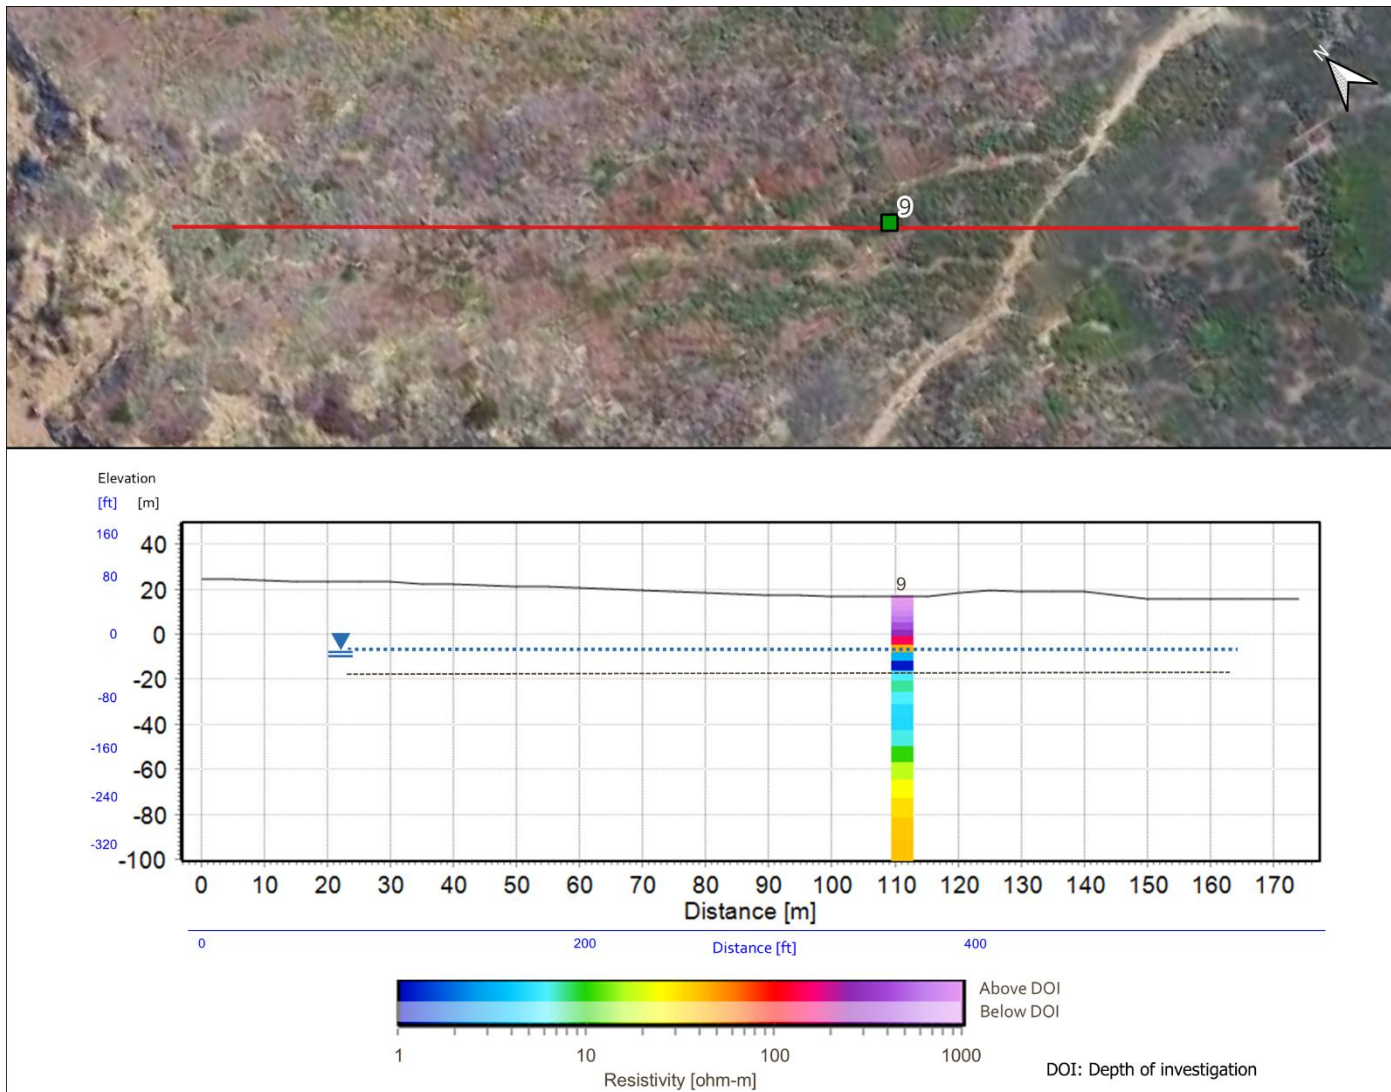 N
9
Elevation
[ft] [m]
160
40
80
20
9
0
0
-80
-20
-160
-40
-240
-60
-320
-80
-100
0 10 20 30 40 50 60 70 80 90 100 110 120 130 140 150 160 170
Distance [m]
0 200 Distance [ft] 400
Above DOI
Below DOI
1 10 100 1000
Resistivity [ohm-m]
DOI: Depth of investigation